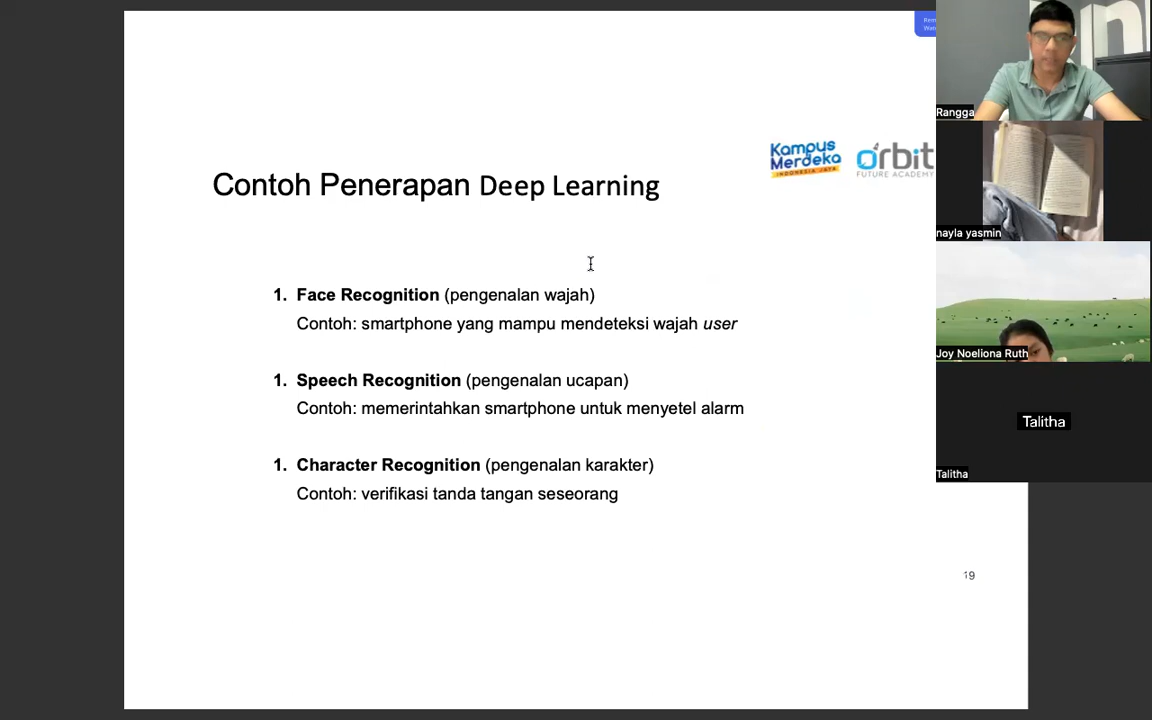 Rem
Wan
Rangga
Kampus
Merdeka
INDONESIA JAYA
orbit
FUTURE ACADEMY
Contoh Penerapan Deep Learning
nayla yasmin
1. Face Recognition (pengenalan wajah)
Contoh: smartphone yang mampu mendeteksi wajah user
Joy Noeliona Ruth
1. Speech Recognition (pengenalan ucapan)
Contoh: memerintahkan smartphone untuk menyetel alarm
Talitha
Talitha
1. Character Recognition (pengenalan karakter)
Contoh: verifikasi tanda tangan seseorang
19